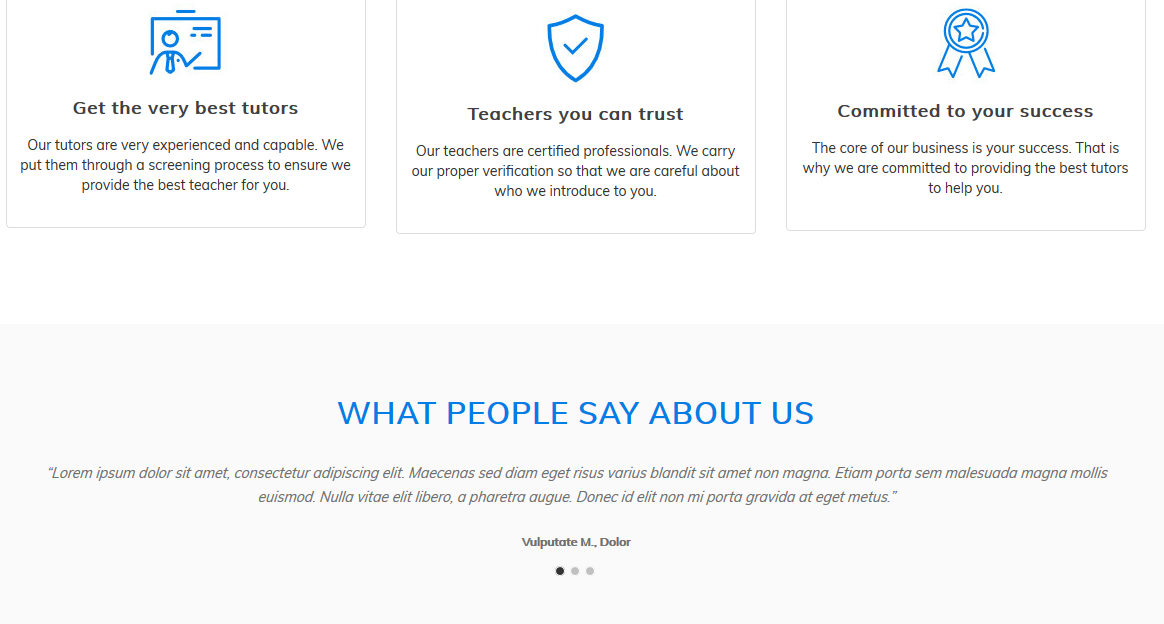 Get the very best tutors
Our tutors are very experienced and capable. We
put them through a screening process to ensure we
provide the best teacher for you.
Teachers you can trust
Our teachers are certified professionals. We carry
our proper verification so that we are careful about
who we introduce to you.
Committed to your success
The core of our business is your success. That is
why we are committed to providing the best tutors
to help you.
WHAT PEOPLE SAY ABOUT US
“Lorem ipsum dolor sit amet, consectetur adipiscing elit. Maecenas sed diam eget risus varius blandit sit amet non magna. Etiam porta sem malesuada magna mollis
euismod. Nulla vitae elit libero, a pharetra augue. Donec id elit non mi porta gravida at eget metus.”
Vulputate M., Dolor